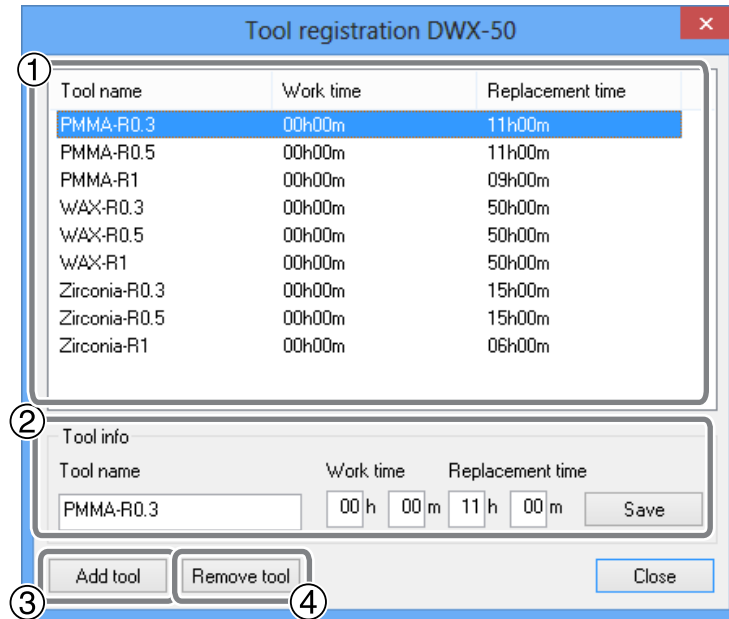 Tool registration DWX-50
×
①
Tool name Work time Replacement time
PMMA-R0.3 00h00m 11h00m
PMMA-R0.5 00h00m 11h00m
PMMA-R1 00h00m 09h00m
WAX-R0.3 00h00m 50h00m
WAX-R0.5 00h00m 50h00m
WAX-R1 00h00m 50h00m
Zirconia-R0.3 00h00m 15h00m
Zirconia-R0.5 00h00m 15h00m
Zirconia-R1 00h00m 06h00m
②
Tool info
Tool name Work time Replacement time
PMMA-R0.3 00 h 00 m 11 h 00 m Save
Add tool Remove tool Close
③ ④